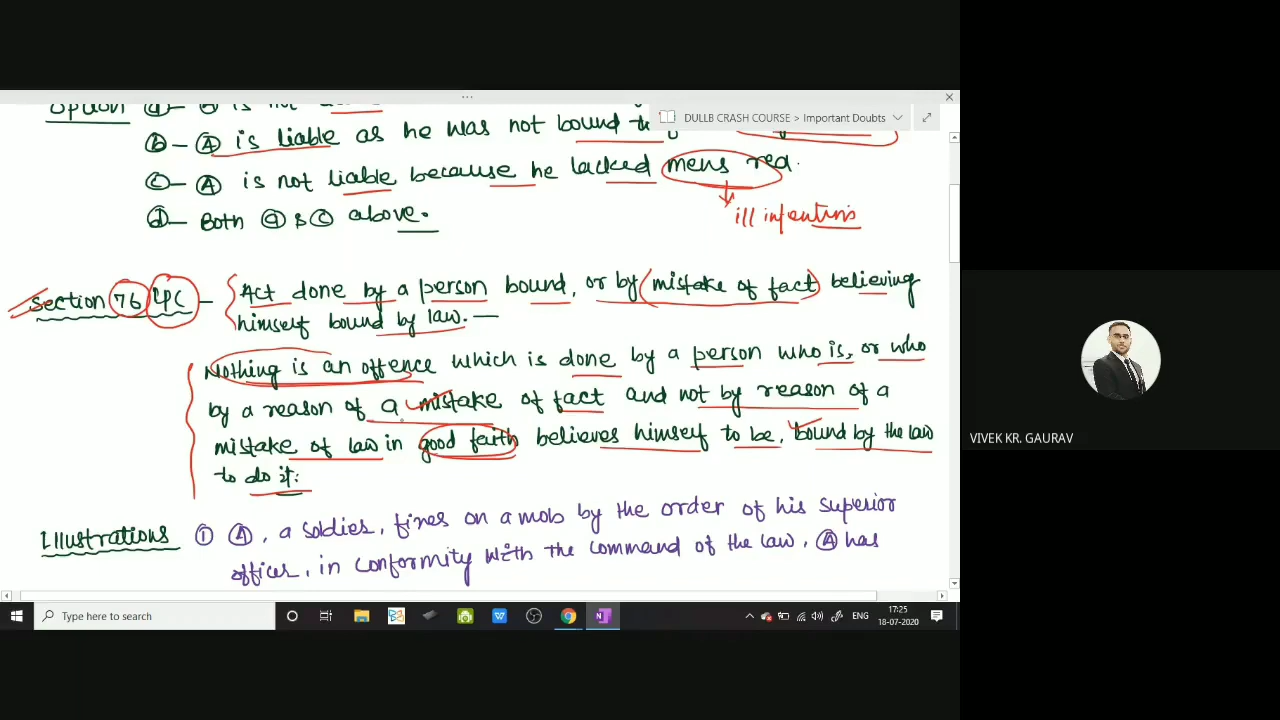 DULLB CRASH COURSE > Important Doubts
option
b- A is liable as he was not bound
c- A is not liable because he lacked mens rea.
d- Both a & c above.
ill intentions
Section 76 IPC - Act done by a person bound, or by (mistake of fact) believing
himself bound by law. —
Nothing is an offence which is done by a person who is, or who
by a reason of a mistake of fact and not by reason of a
mistake of law in good faith believes himself to be, bound by the law
to do it.
Illustrations 1 A, a soldies, fires on a mob by the order of his superior
officer, in conformity with the command of the law. A has
VIVEK KR. GAURAV
Type here to search
ENG
17:25
18-07-2020